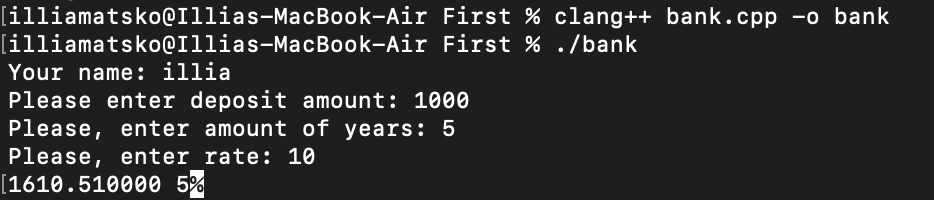 [illiamatsko@Illias-MacBook-Air First % clang++ bank.cpp -o bank
[illiamatsko@Illias-MacBook-Air First % ./bank
Your name: illia
Please enter deposit amount: 1000
Please, enter amount of years: 5
Please, enter rate: 10
[1610.510000 5%